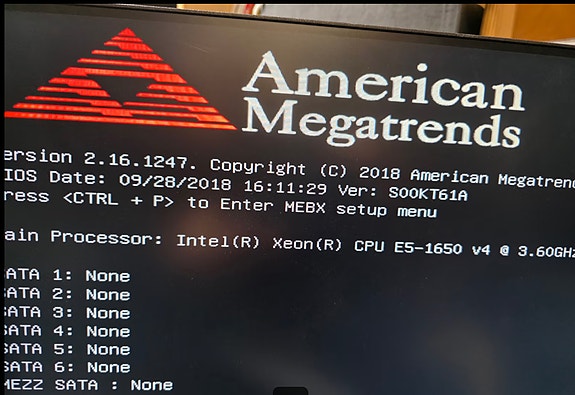 American
Megatrends
ersion 2.16.1247. Copyright (C) 2018 American Megatrend
IOS Date: 09/28/2018 16:11:29 Ver: S00KT61A
ress <CTRL + P> to Enter MEBX setup menu
ain Processor: Intel(R) Xeon(R) CPU E5-1650 v4 @ 3.60GHz
SATA 1: None
SATA 2: None
SATA 3: None
SATA 4: None
SATA 5: None
SATA 6: None
MEZZ SATA : None